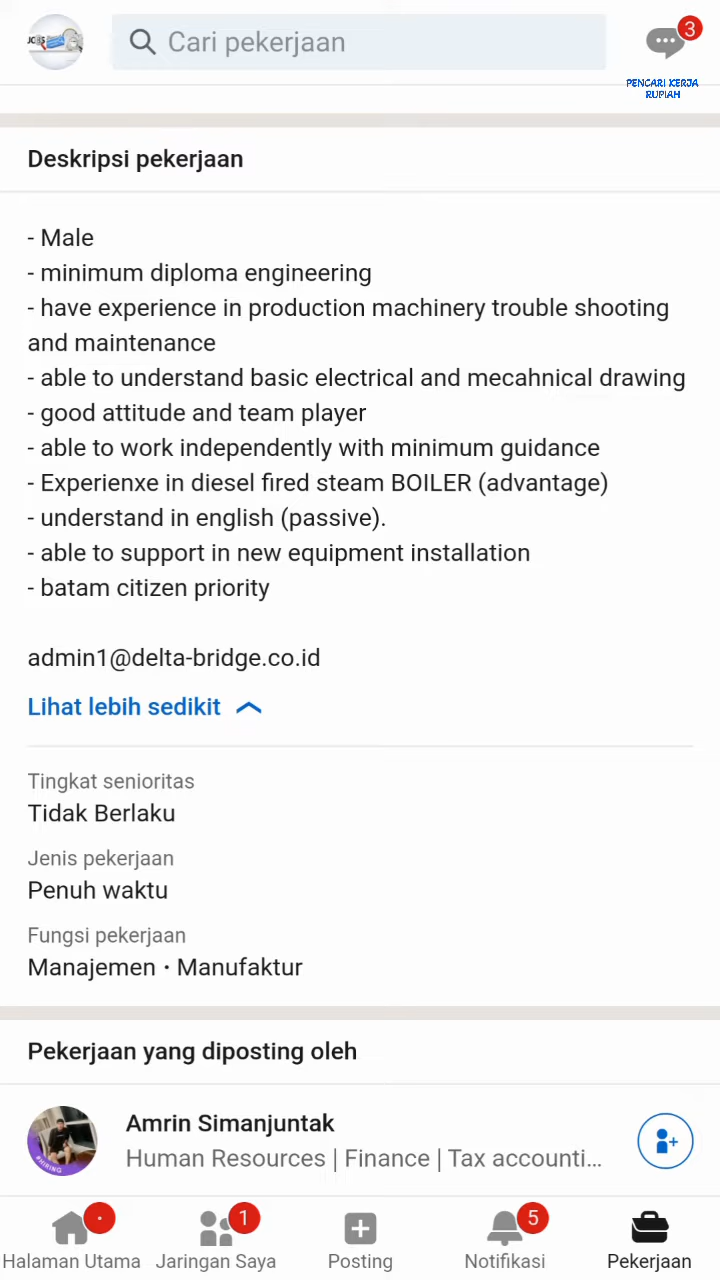 JOBS
Cari pekerjaan
3
PENCARI KERJA
RUPIAH
Deskripsi pekerjaan
- Male
- minimum diploma engineering
- have experience in production machinery trouble shooting
and maintenance
- able to understand basic electrical and mecahnical drawing
- good attitude and team player
- able to work independently with minimum guidance
- Experienxe in diesel fired steam BOILER (advantage)
- understand in english (passive).
- able to support in new equipment installation
- batam citizen priority
admin1@delta-bridge.co.id
Lihat lebih sedikit
Tingkat senioritas
Tidak Berlaku
Jenis pekerjaan
Penuh waktu
Fungsi pekerjaan
Manajemen · Manufaktur
Pekerjaan yang diposting oleh
Amrin Simanjuntak
Human Resources | Finance | Tax accounti...
#HIRING
1
5
Halaman Utama
Jaringan Saya
Posting
Notifikasi
Pekerjaan